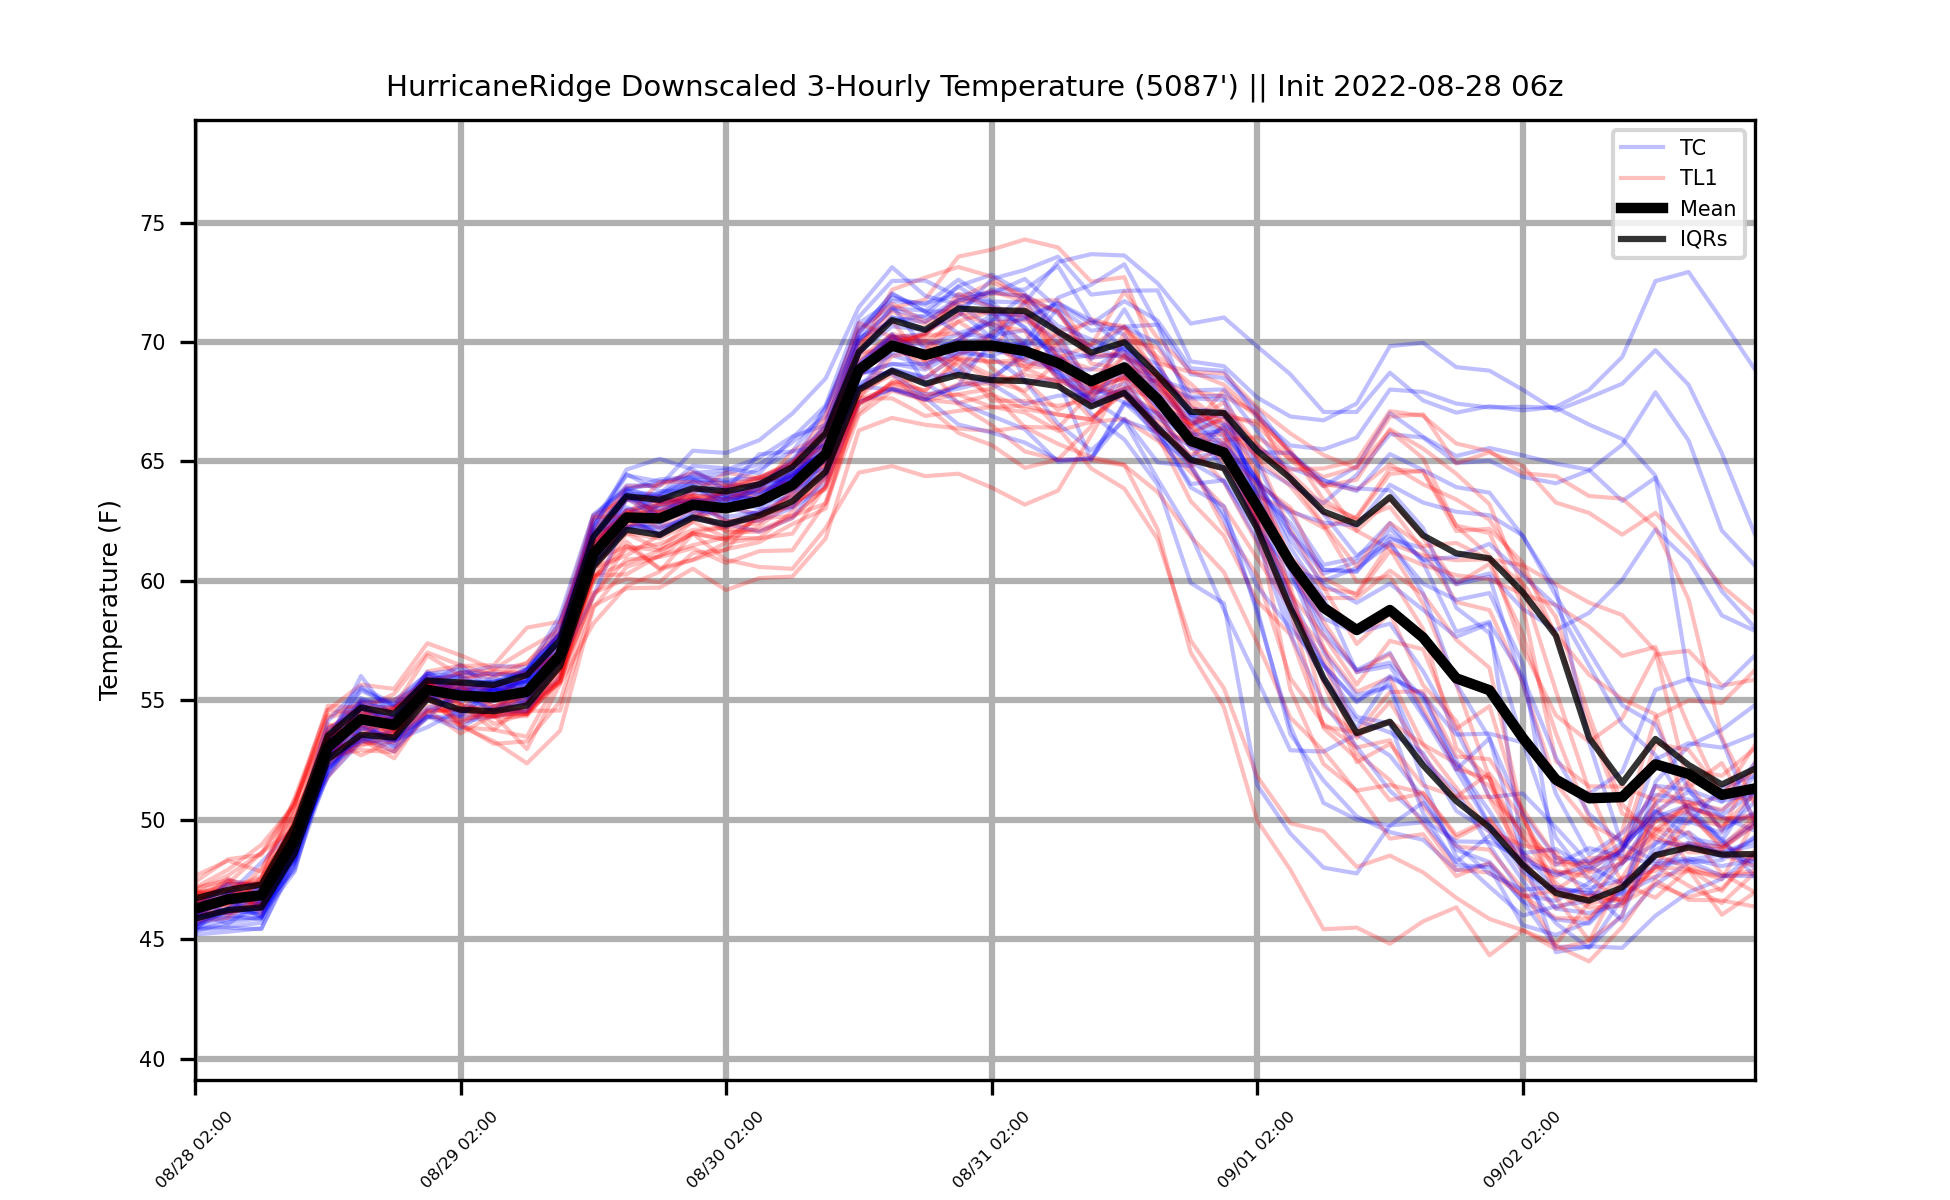 HurricaneRidge Downscaled 3-Hourly Temperature (5087') || Init 2022-08-28 06z
TC
TL1
Mean
IQRs
Temperature (F)
75
70
65
60
55
50
45
40
08/28 02:00
08/29 02:00
08/30 02:00
08/31 02:00
09/01 02:00
09/02 02:00